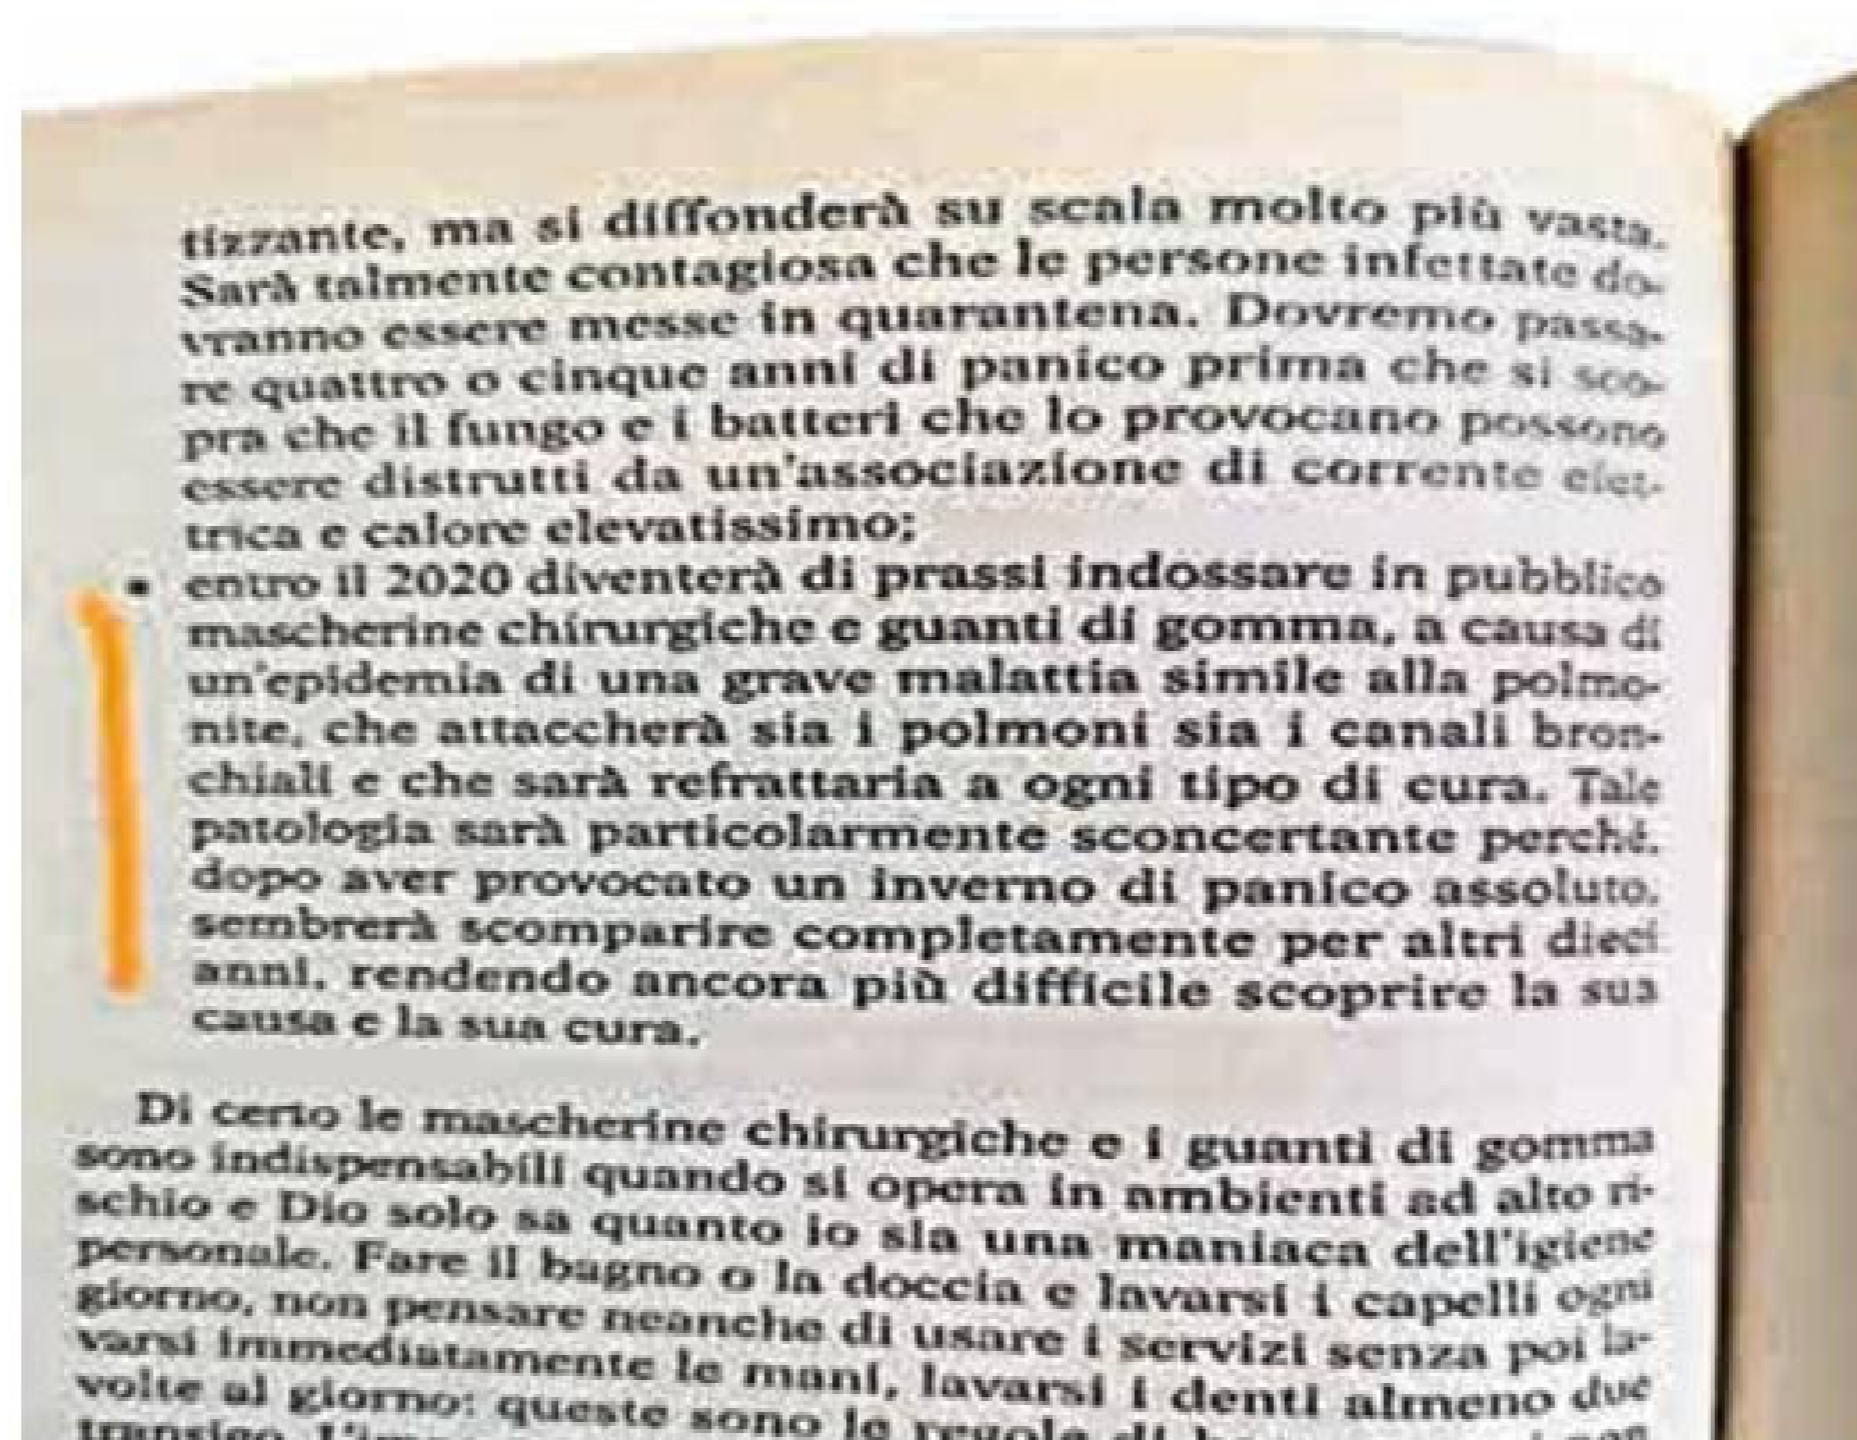 tizzante, ma si diffonderà su scala molto più vasta.
Sarà talmente contagiosa che le persone infettate do-
vranno essere messe in quarantena. Dovremo passa-
re quattro o cinque anni di panico prima che si sco-
pra che il fungo e i batteri che lo provocano possono
essere distrutti da un'associazione di corrente elet-
trica e calore elevatissimo;
▪ entro il 2020 diventerà di prassi indossare in pubblico
mascherine chirurgiche e guanti di gomma, a causa di
un'epidemia di una grave malattia simile alla polmo-
nite, che attaccherà sia i polmoni sia i canali bron-
chiali e che sarà refrattaria a ogni tipo di cura. Tale
patologia sarà particolarmente sconcertante perché,
dopo aver provocato un inverno di panico assoluto,
sembrerà scomparire completamente per altri dieci
anni, rendendo ancora più difficile scoprire la sua
causa e la sua cura.
Di certo le mascherine chirurgiche e i guanti di gomma
sono indispensabili quando si opera in ambienti ad alto ri-
schio e Dio solo sa quanto io sia una maniaca dell'igiene
personale. Fare il bagno o la doccia e lavarsi i capelli ogni
giorno, non pensare neanche di usare i servizi senza poi la-
varsi immediatamente le mani, lavarsi i denti almeno due
volte al giorno: queste sono le regole di